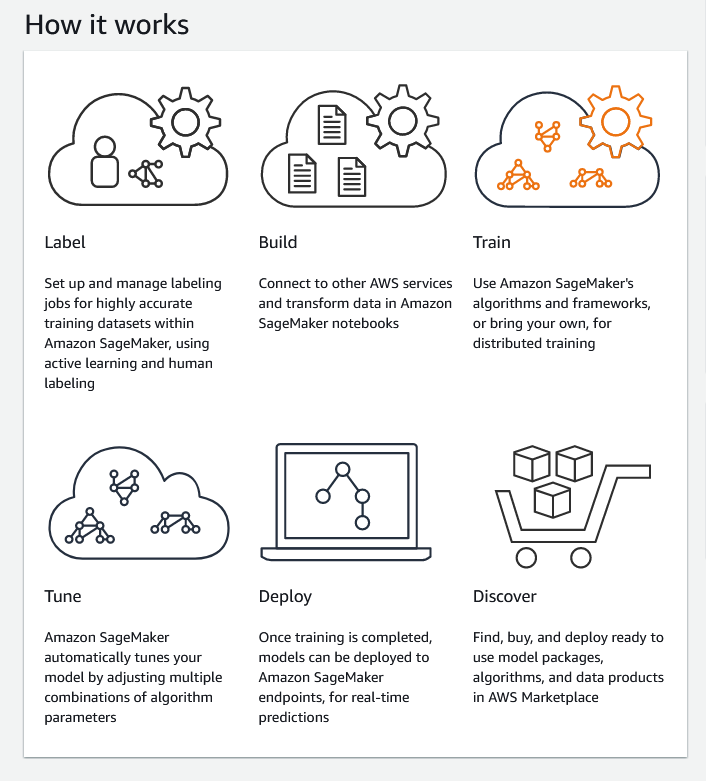 How it works
Label
Set up and manage labeling
jobs for highly accurate
training datasets within
Amazon SageMaker, using
active learning and human
labeling
Build
Connect to other AWS services
and transform data in Amazon
SageMaker notebooks
Train
Use Amazon SageMaker's
algorithms and frameworks,
or bring your own, for
distributed training
Tune
Amazon SageMaker
automatically tunes your
model by adjusting multiple
combinations of algorithm
parameters
Deploy
Once training is completed,
models can be deployed to
Amazon SageMaker
endpoints, for real-time
predictions
Discover
Find, buy, and deploy ready to
use model packages,
algorithms, and data products
in AWS Marketplace